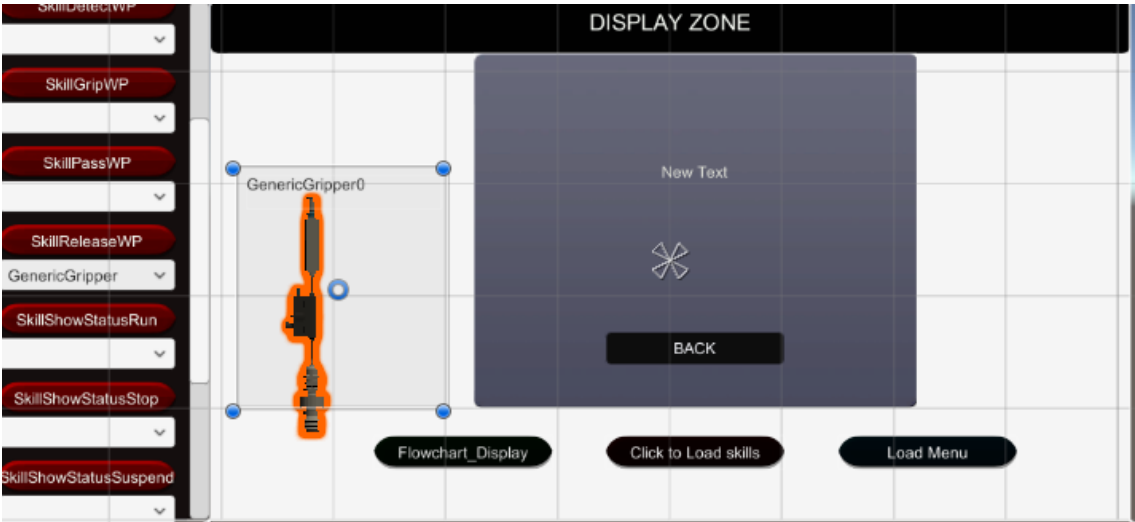 SkillDetectWP
SkillGripWP
SkillPassWP
SkillReleaseWP
GenericGripper
SkillShowStatusRun
SkillShowStatusStop
SkillShowStatusSuspend
DISPLAY ZONE
GenericGripper0
New Text
BACK
Flowchart_Display
Click to Load skills
Load Menu